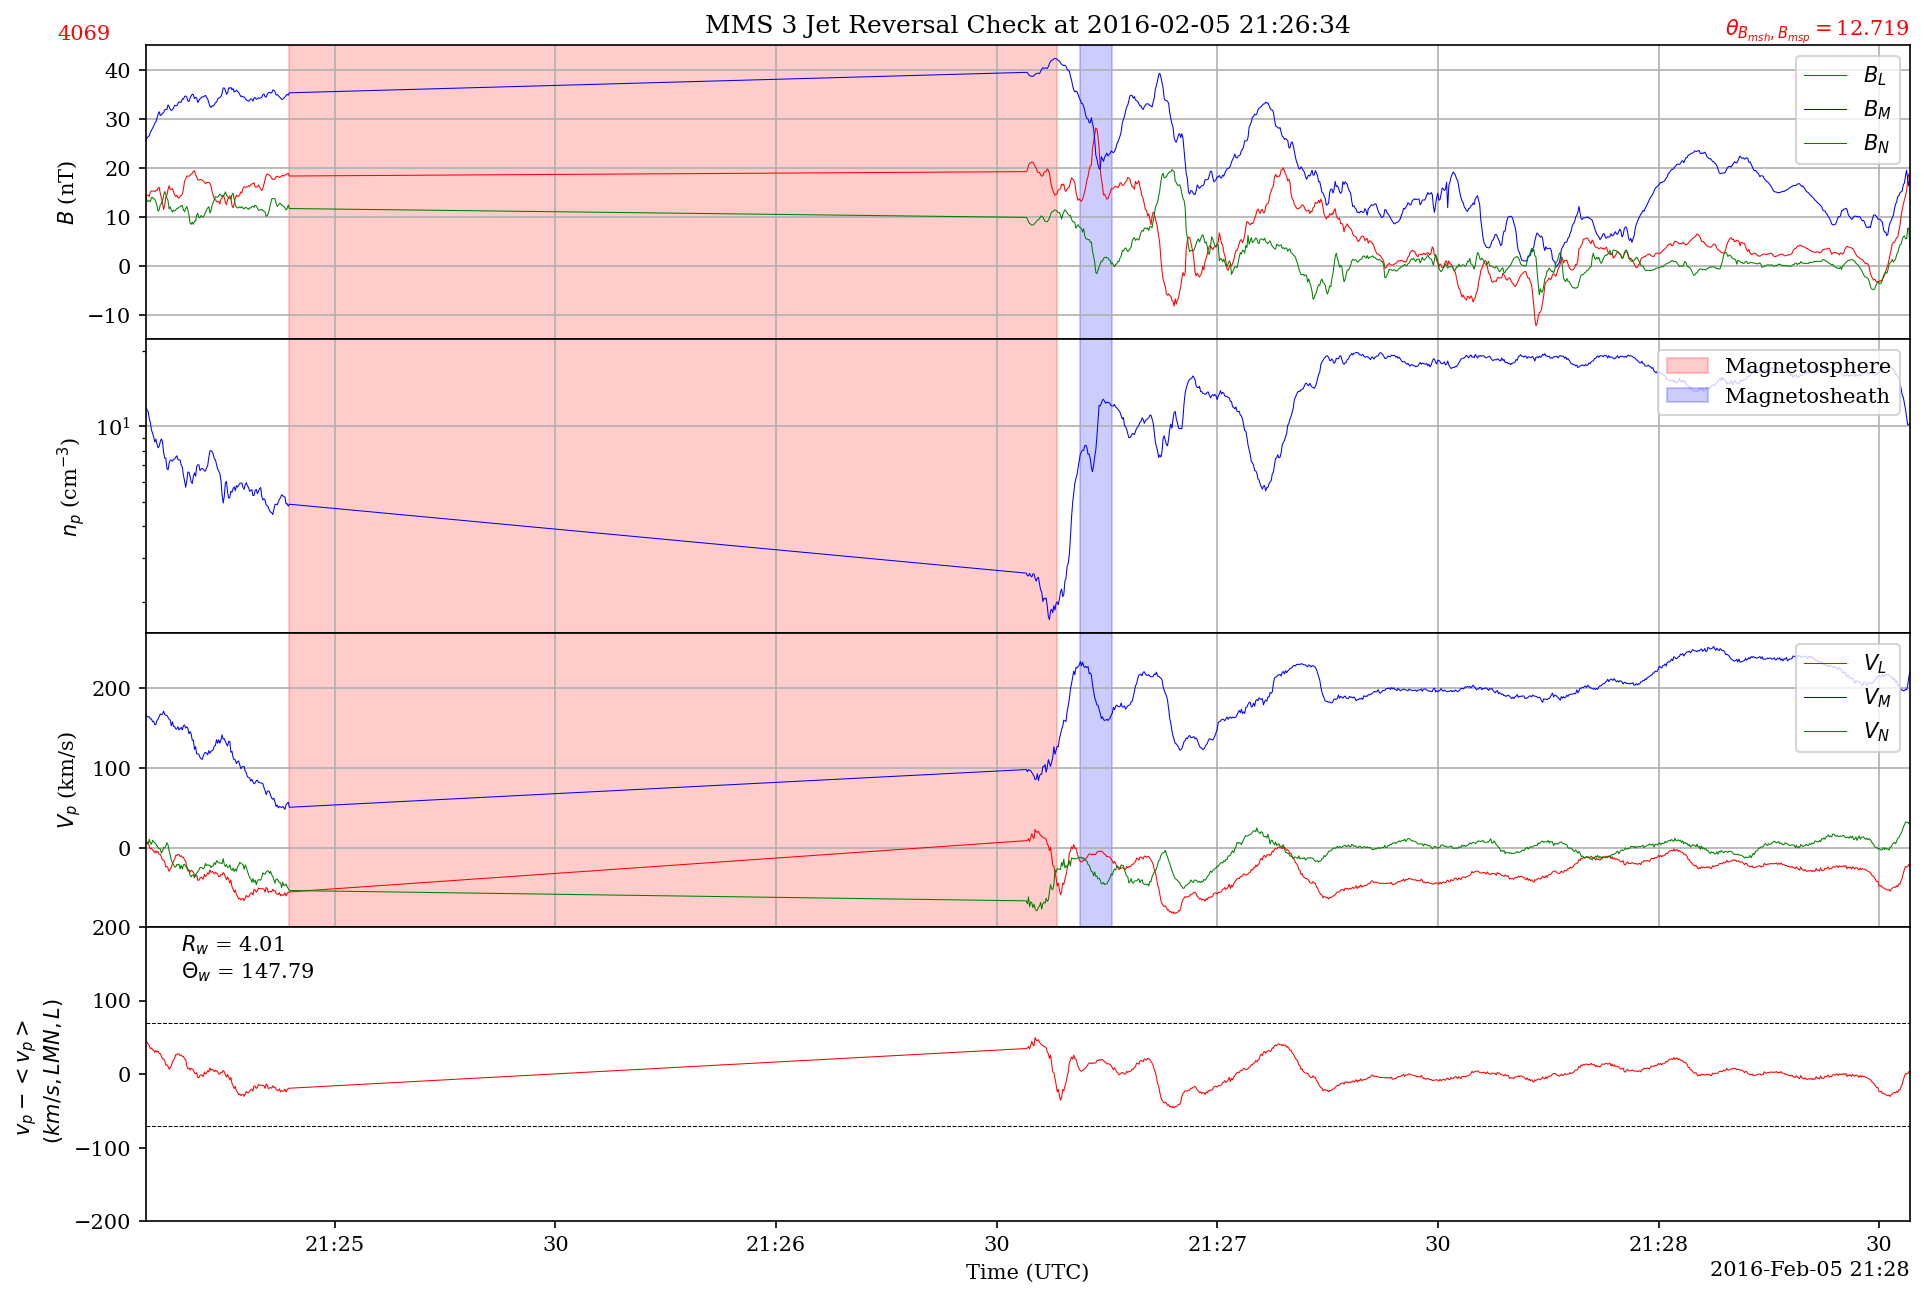 MMS 3 Jet Reversal Check at 2016-02-05 21:26:34
4069
θ_{B_{msh}, B_{msp}} = 12.719
40
30
20
10
0
−10
B (nT)
B_L
B_M
B_N
10^1
n_p (cm^{−3})
Magnetosphere
Magnetosheath
200
100
0
V_p (km/s)
V_L
V_M
V_N
200
100
0
−100
−200
v_p − < v_p >
(km/s, LMN, L)
R_w = 4.01
Θ_w = 147.79
21:25 30 21:26 30 21:27 30 21:28 30
Time (UTC)
2016-Feb-05 21:28